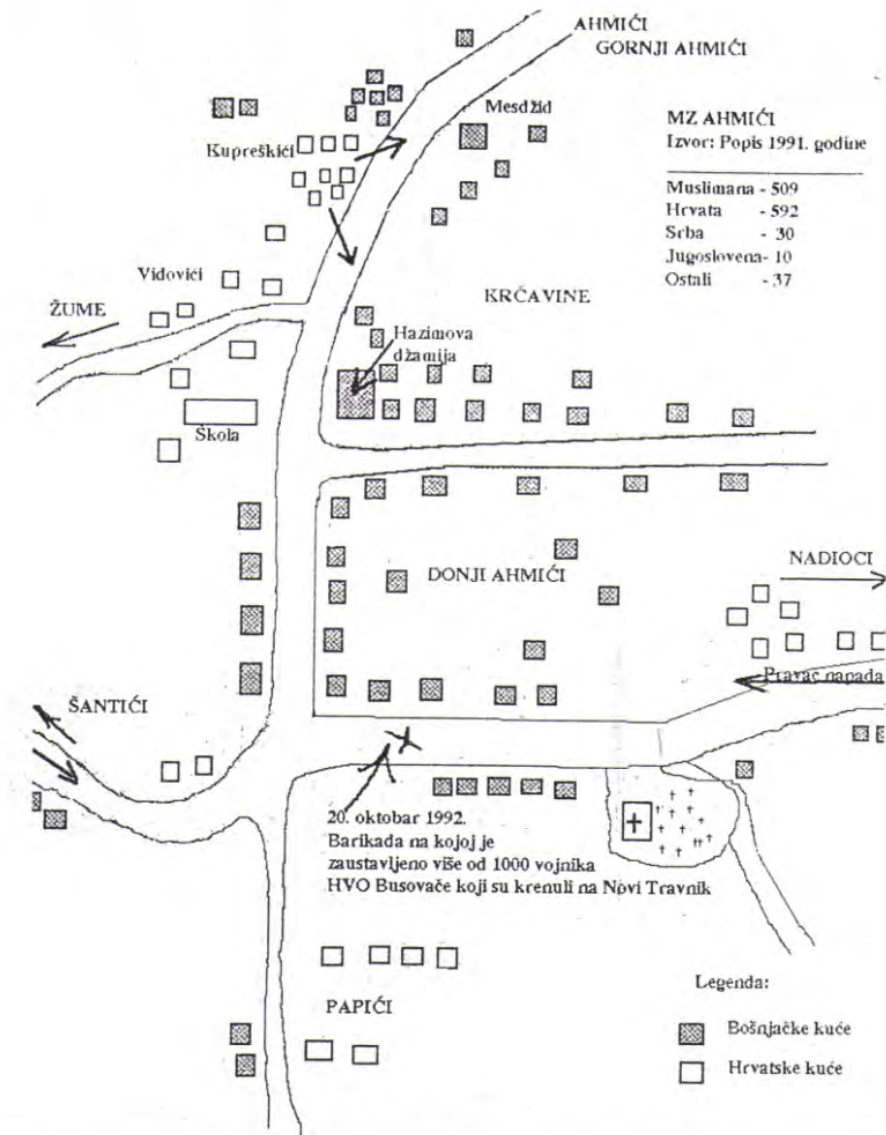 AHMIĆI
GORNJI AHMIĆI
Mesdžid
MZ AHMIĆI
Izvor: Popis 1991. godine
Muslimana - 509
Hrvata - 592
Srba - 30
Jugoslovena- 10
Ostali - 37
Kupreškići
Vidovići
ŽUME
KRČAVINE
Hazimova
džamija
Škola
DONJI AHMIĆI
NADIOCI
Pravac napada
ŠANTIĆI
20. oktobar 1992.
Barikada na kojoj je
zaustavljeno više od 1000 vojnika
HVO Busovače koji su krenuli na Novi Travnik
PAPIĆI
Legenda:
Bošnjačke kuće
Hrvatske kuće